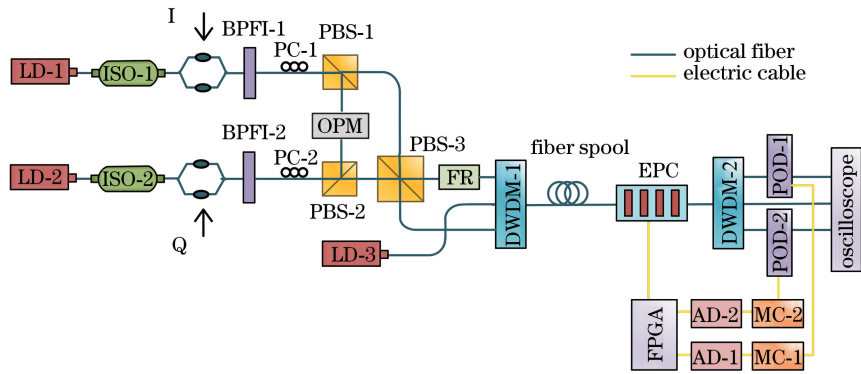 I
BPFI-1
PC-1
PBS-1
LD-1
ISO-1
optical fiber
electric cable
OPM
BPFI-2
PC-2
PBS-3
LD-2
ISO-2
PBS-2
FR
DWDM-1
fiber spool
EPC
DWDM-2
POD-1
POD-2
oscilloscope
Q
LD-3
FPGA
AD-2
MC-2
AD-1
MC-1